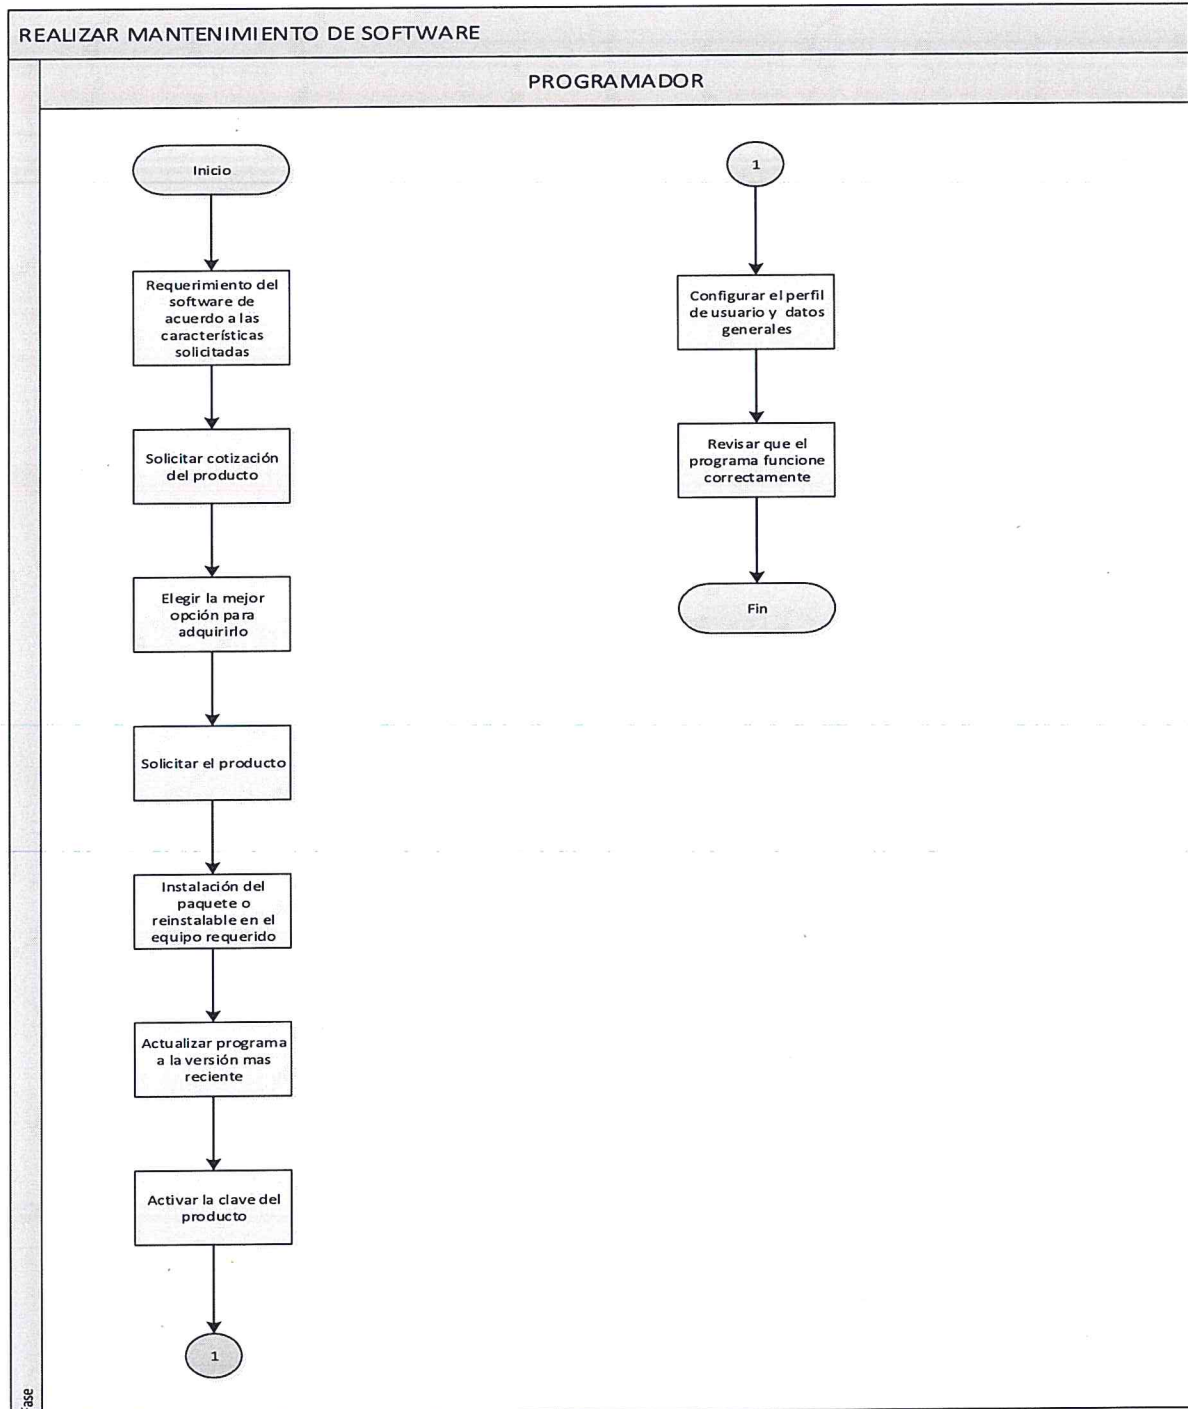 REALIZAR MANTENIMIENTO DE SOFTWARE
PROGRAMADOR
Inicio
Requerimiento del
software de
acuerdo a las
características
solicitadas
Solicitar cotización
del producto
Elegir la mejor
opción para
adquirirlo
Solicitar el producto
Instalación del
paquete o
reinstalable en el
equipo requerido
Actualizar programa
a la versión mas
reciente
Activar la clave del
producto
1
1
Configurar el perfil
de usuario y datos
generales
Revisar que el
programa funcione
correctamente
Fin
Fase